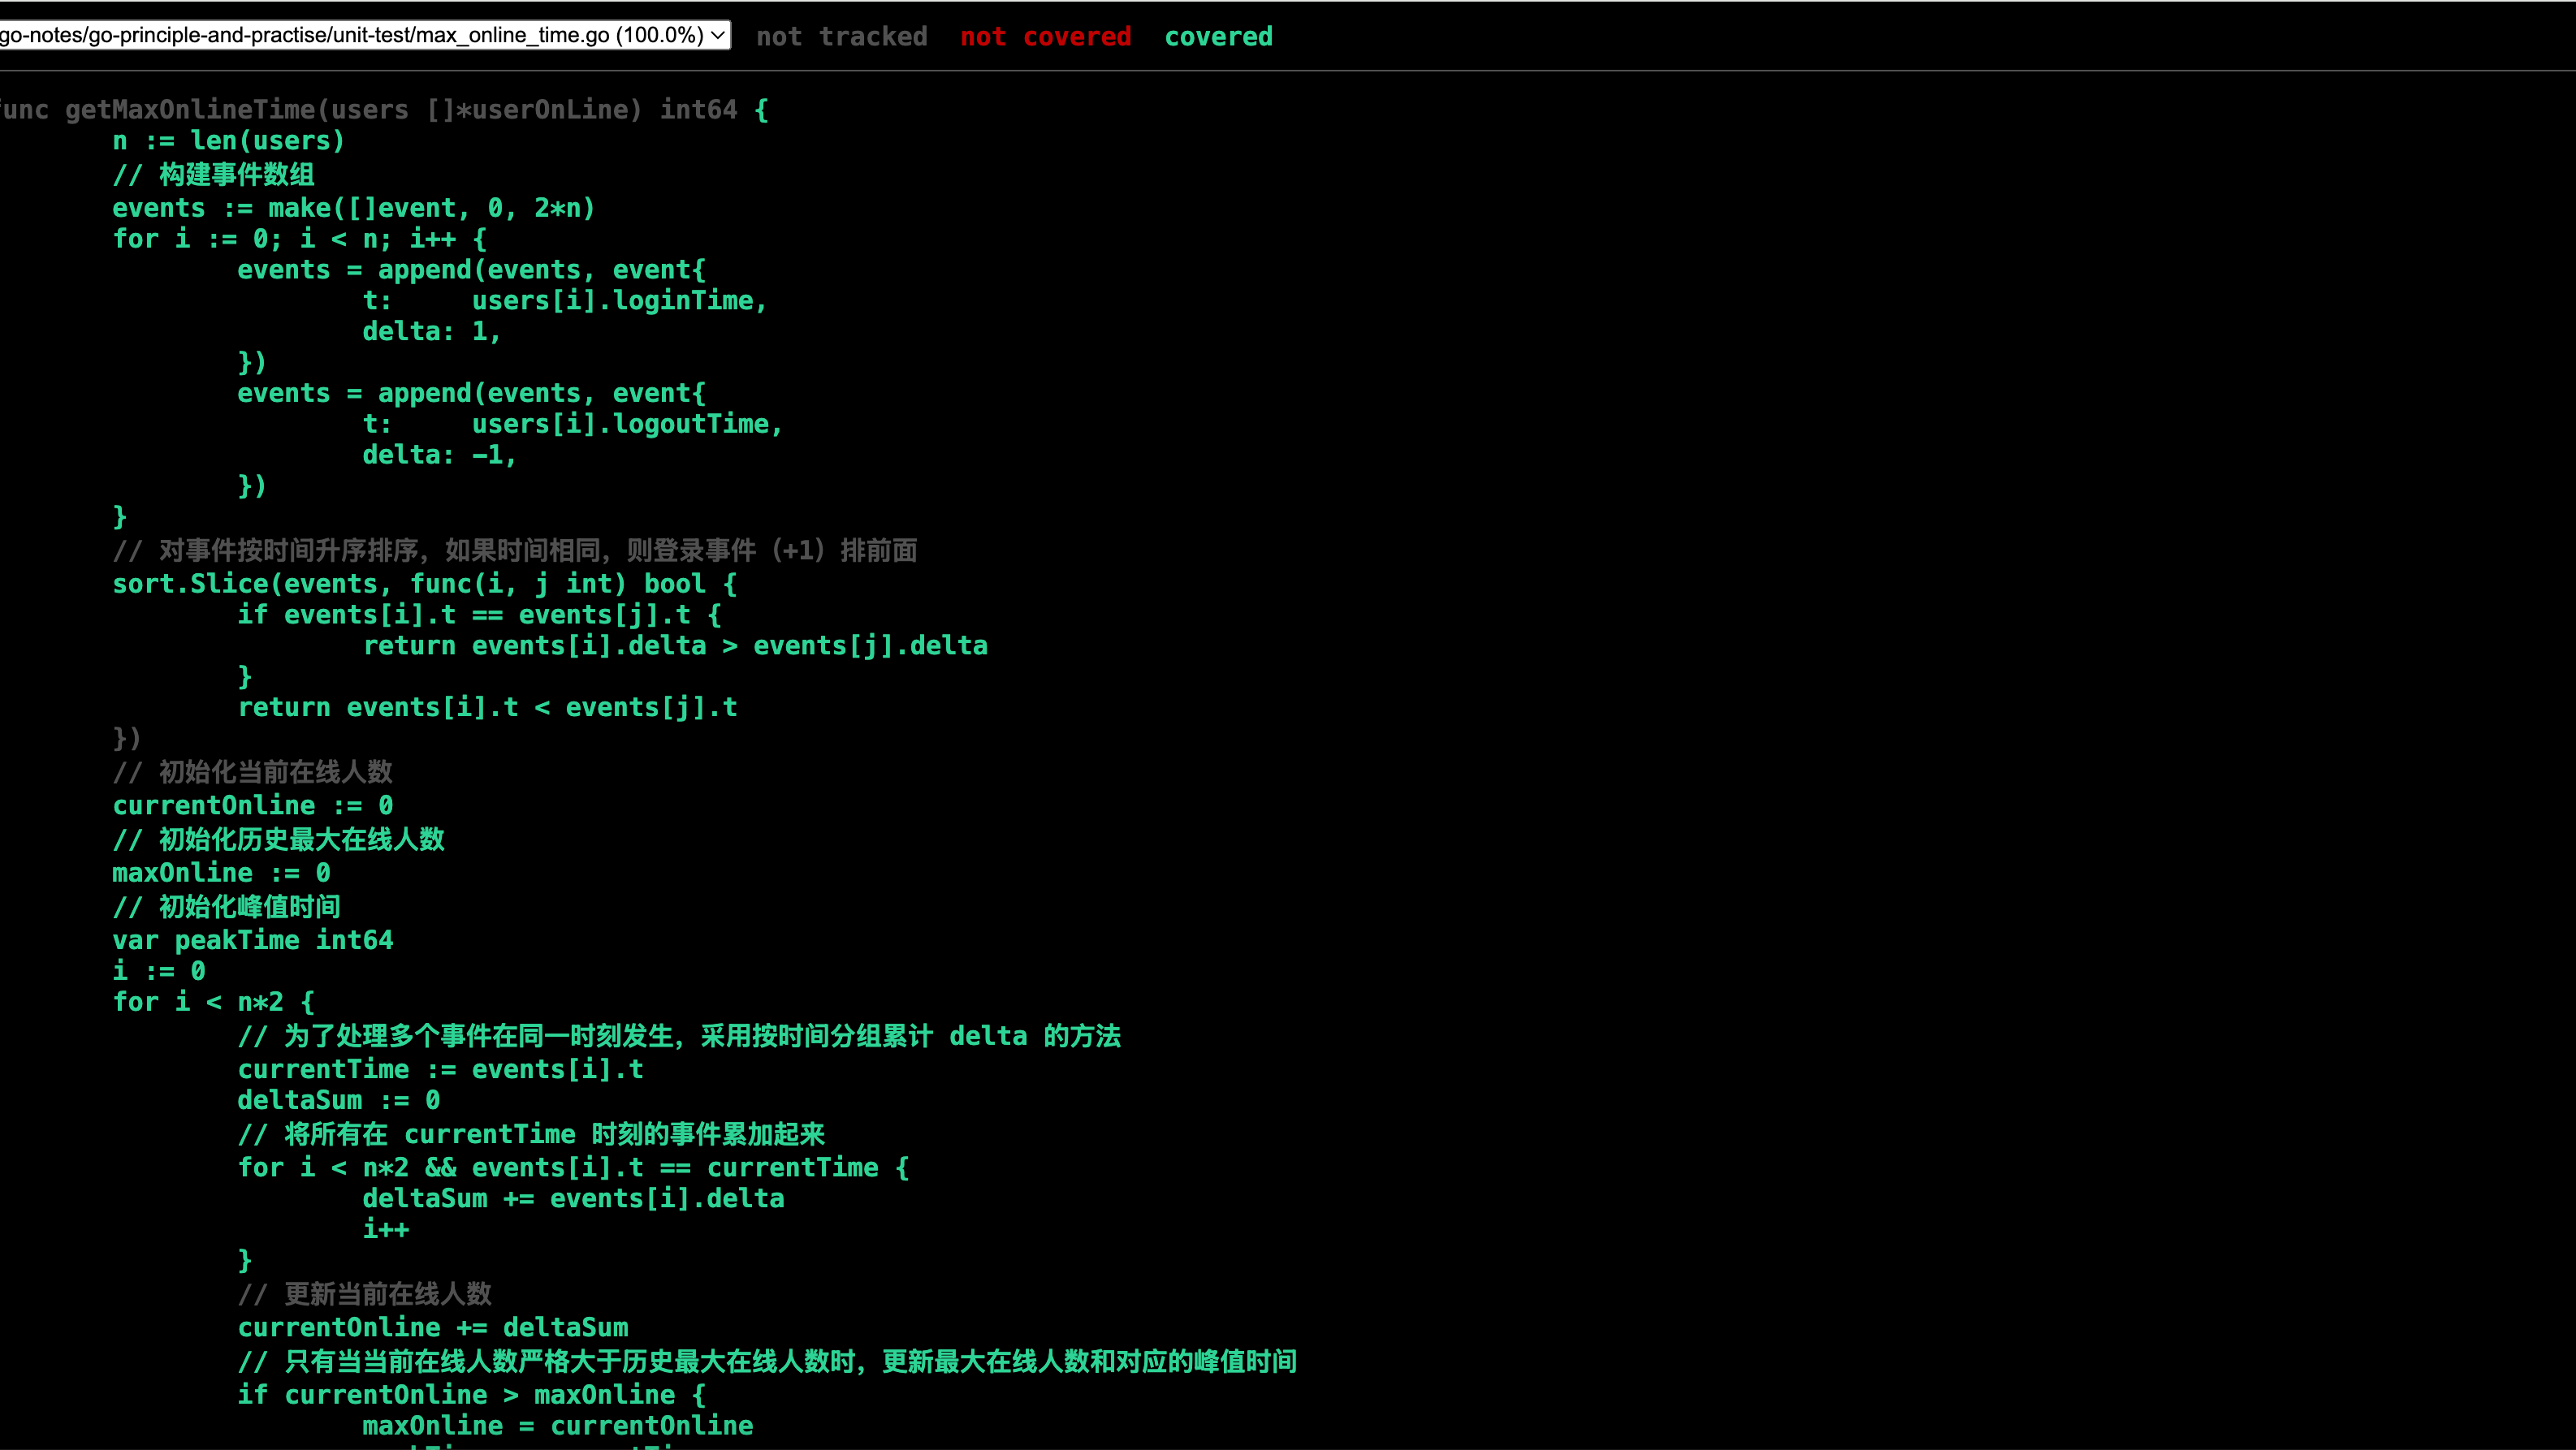 go-notes/go-principle-and-practise/unit-test/max_online_time.go (100.0%) not tracked not covered covered
unc getMaxOnlineTime(users []*userOnLine) int64 {
n := len(users)
// 构建事件数组
events := make([]event, 0, 2*n)
for i := 0; i < n; i++ {
events = append(events, event{
t: users[i].loginTime,
delta: 1,
})
events = append(events, event{
t: users[i].logoutTime,
delta: -1,
})
}
// 对事件按时间升序排序，如果时间相同，则登录事件（+1）排前面
sort.Slice(events, func(i, j int) bool {
if events[i].t == events[j].t {
return events[i].delta > events[j].delta
}
return events[i].t < events[j].t
})
// 初始化当前在线人数
currentOnline := 0
// 初始化历史最大在线人数
maxOnline := 0
// 初始化峰值时间
var peakTime int64
i := 0
for i < n*2 {
// 为了处理多个事件在同一时刻发生，采用按时间分组累计 delta 的方法
currentTime := events[i].t
deltaSum := 0
// 将所有在 currentTime 时刻的事件累加起来
for i < n*2 && events[i].t == currentTime {
deltaSum += events[i].delta
i++
}
// 更新当前在线人数
currentOnline += deltaSum
// 只有当当前在线人数严格大于历史最大在线人数时，更新最大在线人数和对应的峰值时间
if currentOnline > maxOnline {
maxOnline = currentOnline